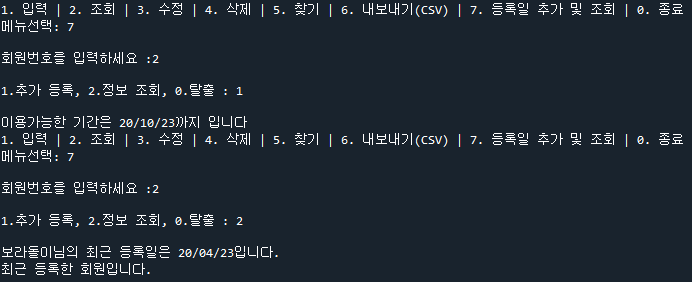 1. 입력 | 2. 조회 | 3. 수정 | 4. 삭제 | 5. 찾기 | 6. 내보내기(CSV) | 7. 등록일 추가 및 조회 | 0. 종료
메뉴선택: 7
회원번호를 입력하세요 :2
1.추가 등록, 2.정보 조회, 0.탈출 : 1
이용가능한 기간은 20/10/23까지 입니다
1. 입력 | 2. 조회 | 3. 수정 | 4. 삭제 | 5. 찾기 | 6. 내보내기(CSV) | 7. 등록일 추가 및 조회 | 0. 종료
메뉴선택: 7
회원번호를 입력하세요 :2
1.추가 등록, 2.정보 조회, 0.탈출 : 2
보라돌이님의 최근 등록일은 20/04/23입니다.
최근 등록한 회원입니다.